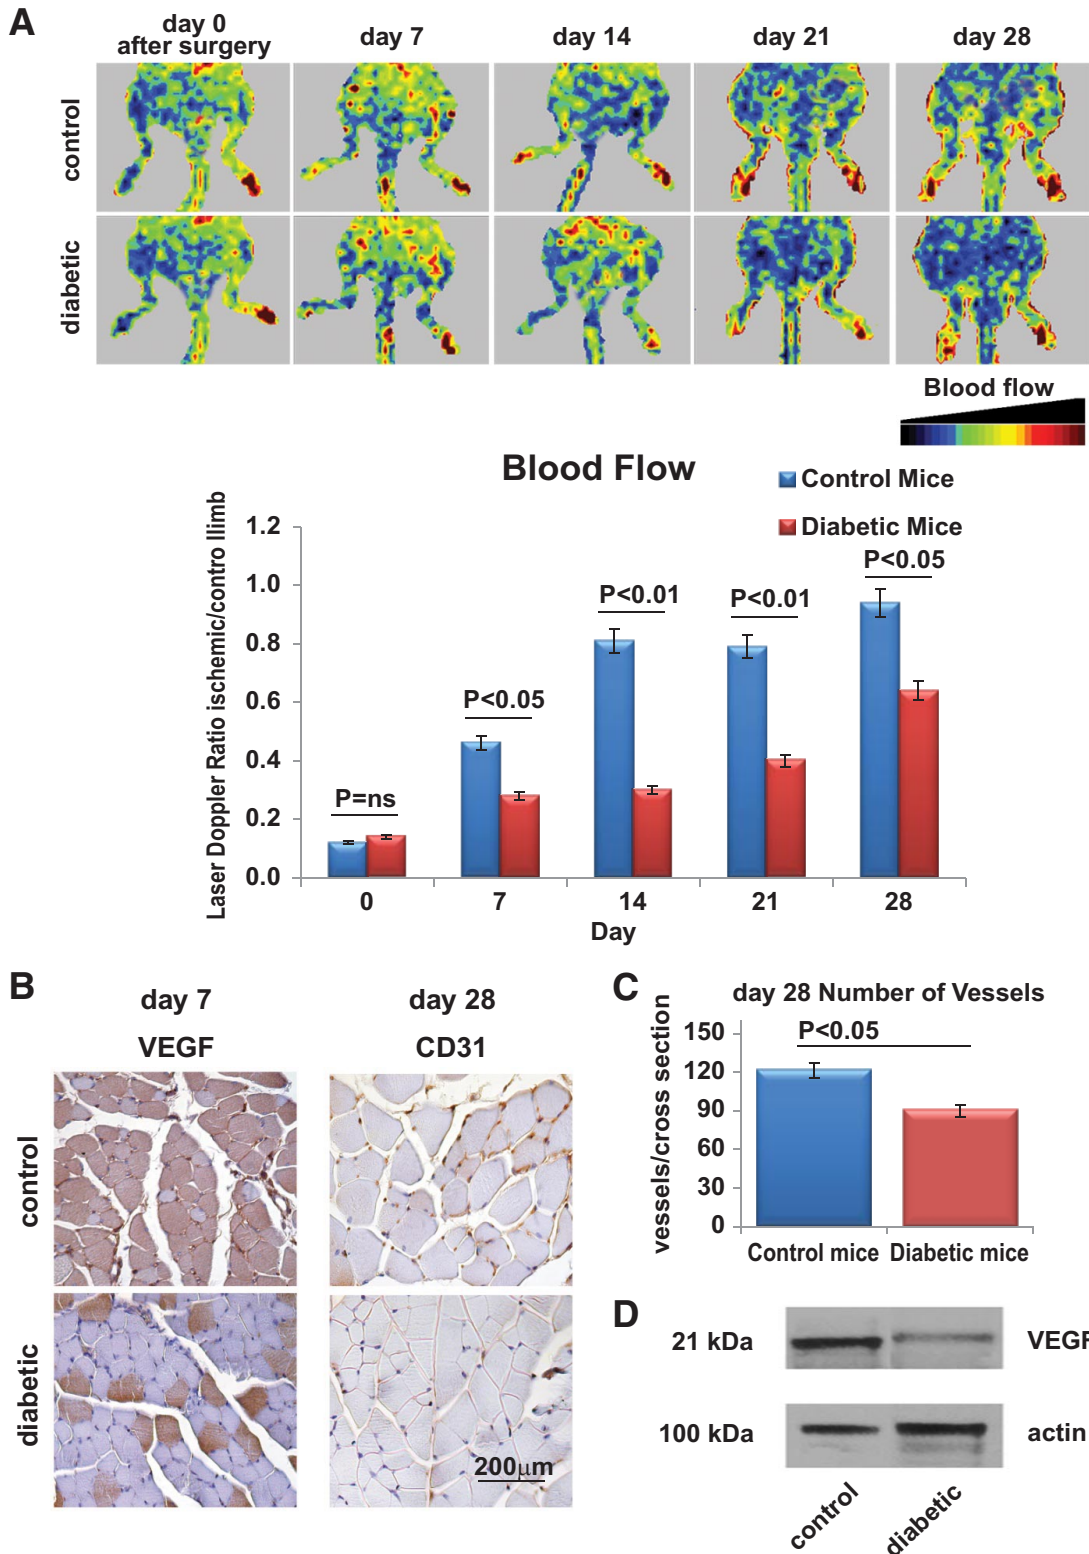 A
day 0
after surgery
day 7
day 14
day 21
day 28
control
diabetic
Blood flow
Blood Flow
Control Mice
Diabetic Mice
Laser Doppler Ratio ischemic/contro llimb
1.2
1.0
0.8
0.6
0.4
0.2
0.0
P=ns
P<0.05
P<0.01
P<0.01
P<0.05
0
7
14
21
28
Day
B
day 7
day 28
VEGF
CD31
control
diabetic
200μm
C
day 28 Number of Vessels
P<0.05
vessels/cross section
150
120
90
60
30
0
Control mice
Diabetic mice
D
21 kDa
VEGF
100 kDa
actin
control
diabetic